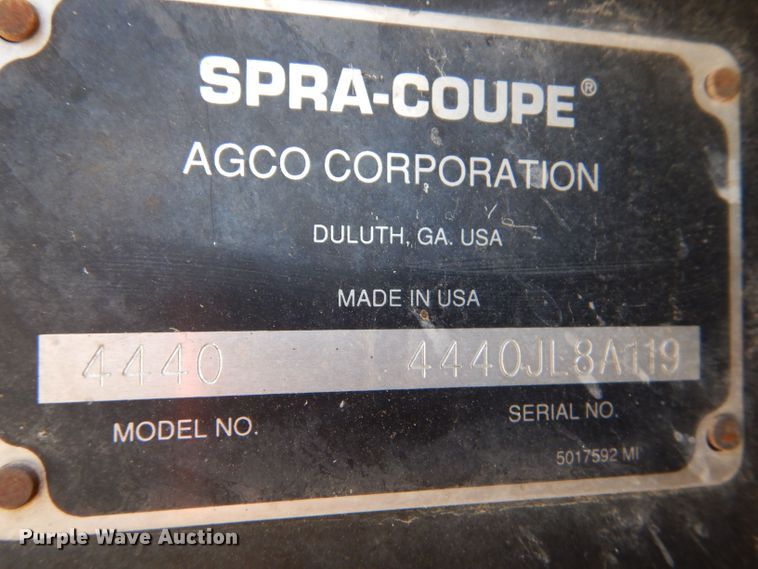 SPRA-COUPE®
AGCO CORPORATION
DULUTH, GA. USA
MADE IN USA
4440 4440JL8A119
MODEL NO. SERIAL NO.
5017592 MI
Purple Wave Auction